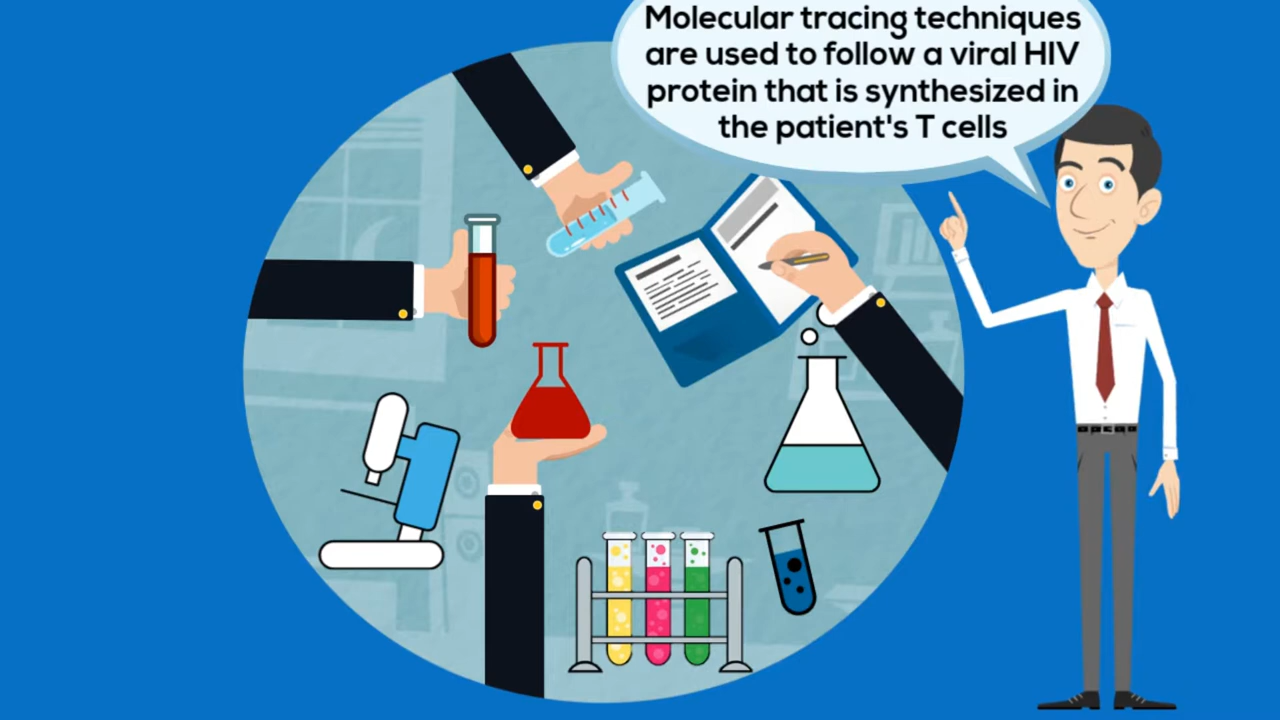 Molecular tracing techniques
are used to follow a viral HIV
protein that is synthesized in
the patient's T cells